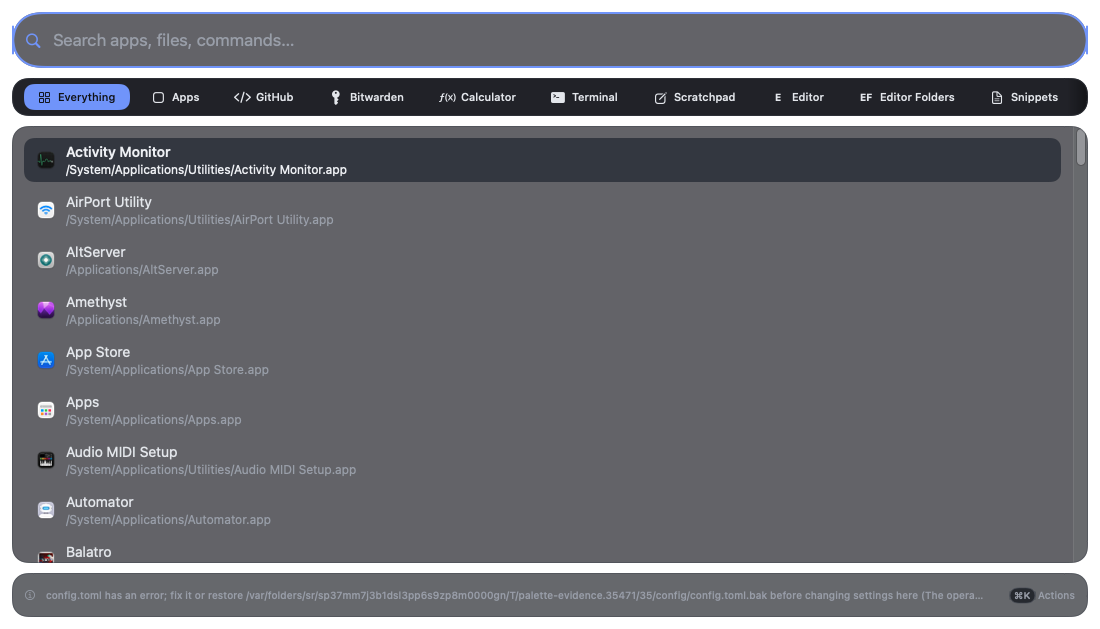 Search apps, files, commands...
Everything Apps </> GitHub Bitwarden f(x) Calculator Terminal Scratchpad E Editor EF Editor Folders Snippets
Activity Monitor
/System/Applications/Utilities/Activity Monitor.app
AirPort Utility
/System/Applications/Utilities/AirPort Utility.app
AltServer
/Applications/AltServer.app
Amethyst
/Applications/Amethyst.app
App Store
/System/Applications/App Store.app
Apps
/System/Applications/Apps.app
Audio MIDI Setup
/System/Applications/Utilities/Audio MIDI Setup.app
Automator
/System/Applications/Automator.app
Balatro
config.toml has an error; fix it or restore /var/folders/sr/sp37mm7j3b1dsl3pp6s9zp8m0000gn/T/palette-evidence.35471/35/config/config.toml.bak before changing settings here (The opera... ⌘K Actions